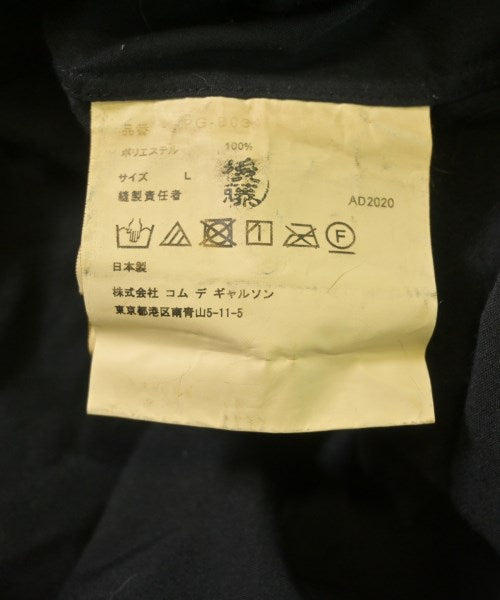 品番
ポリエステル 100%
サイズ L
縫製責任者 後藤
AD2020
F
日本製
株式会社 コム デ ギャルソン
東京都港区南青山5-11-5